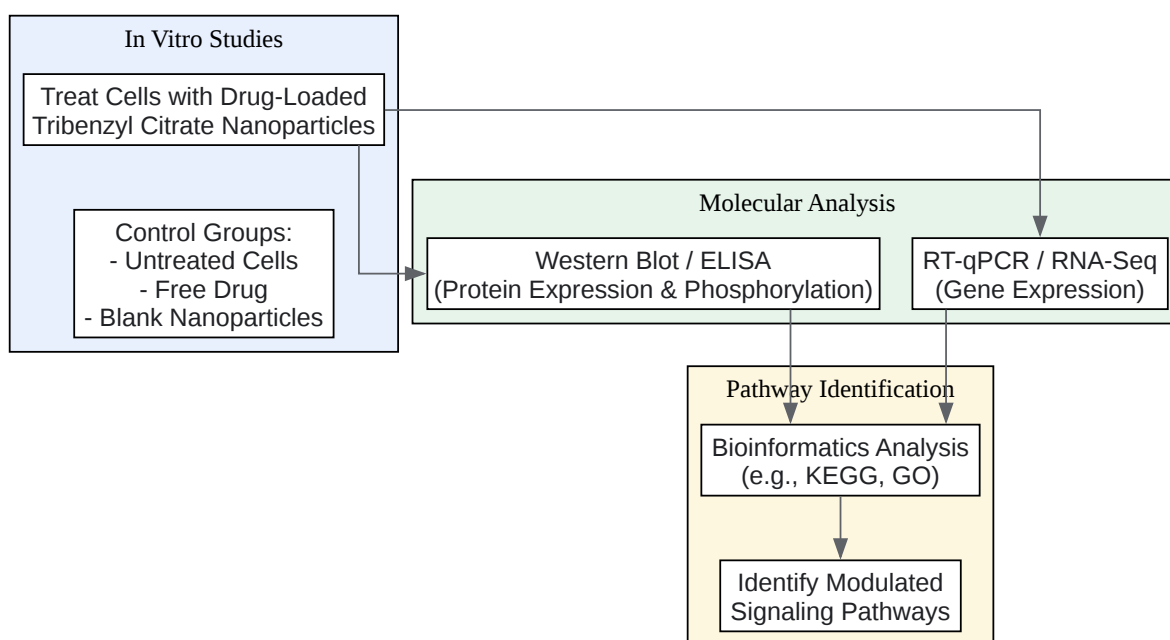 In Vitro Studies
Treat Cells with Drug-Loaded
Tribenzyl Citrate Nanoparticles
Control Groups:
- Untreated Cells
- Free Drug
- Blank Nanoparticles
Molecular Analysis
Western Blot / ELISA
(Protein Expression & Phosphorylation)
RT-qPCR / RNA-Seq
(Gene Expression)
Pathway Identification
Bioinformatics Analysis
(e.g., KEGG, GO)
Identify Modulated
Signaling Pathways